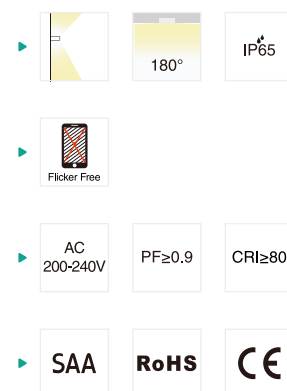 180°
IP65
Flicker Free
AC
200-240V
PF≥0.9
CRI≥80
SAA
RoHS
CE